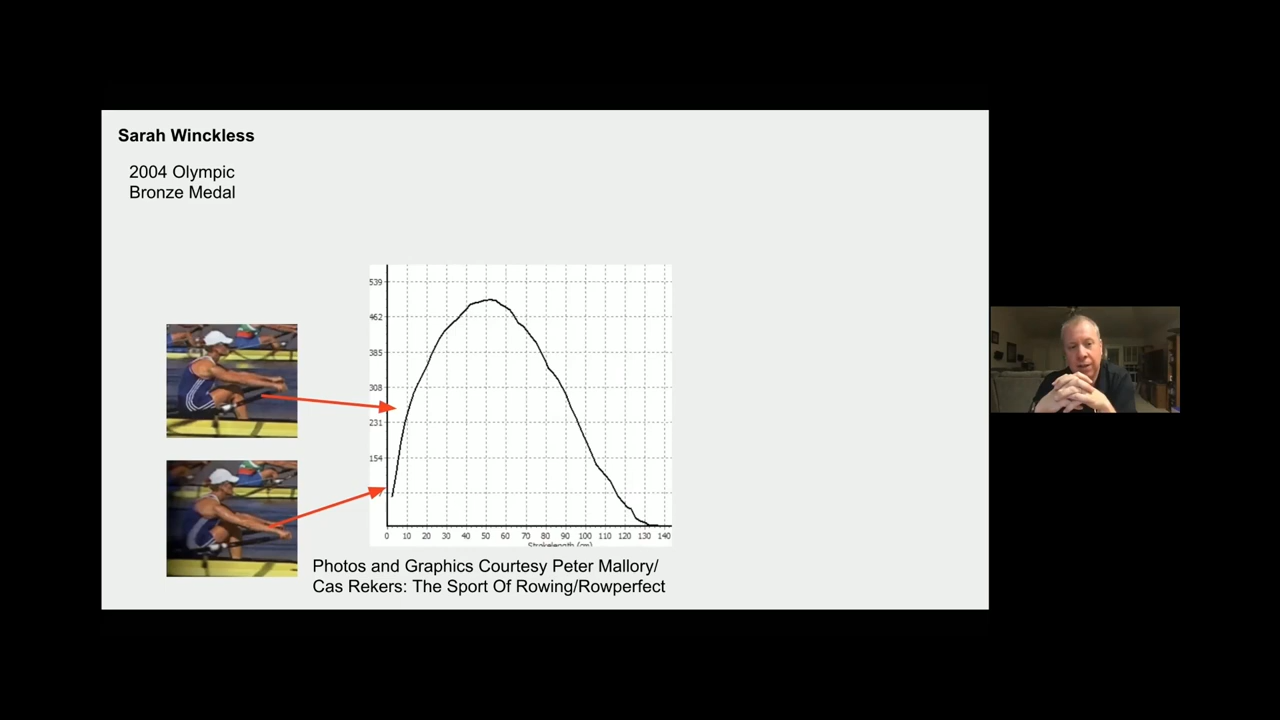 Sarah Winckless
2004 Olympic
Bronze Medal
539
462
385
308
231
154
0 10 20 30 40 50 60 70 80 90 100 110 120 130 140
Photos and Graphics Courtesy Peter Mallory/
Cas Rekers: The Sport Of Rowing/Rowperfect